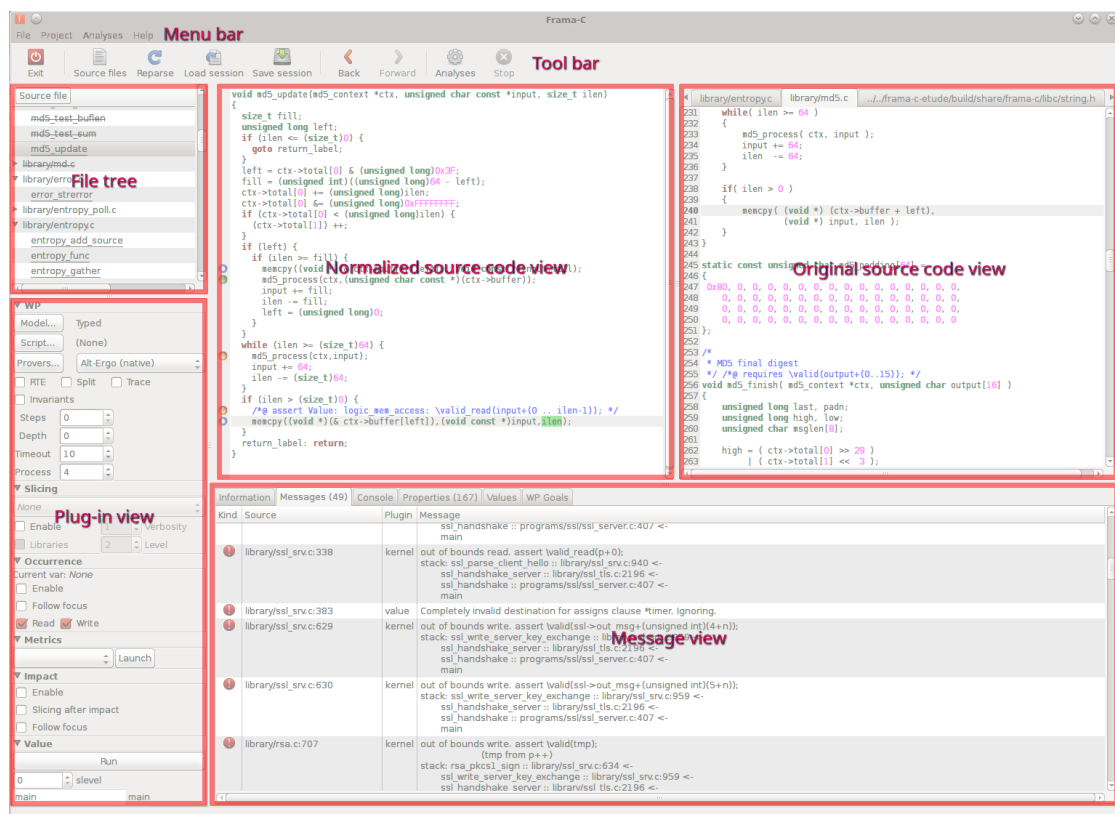 Frama-C
File Project Analyses Help Menu bar
Exit Source files Reparse Load session Save session Back Forward Analyses Stop Tool bar
Source file
md5_test_buflen
md5_test_sum
md5_update
library/md.c
library/error.c
File tree
error_strerror
library/entropy_poll.c
library/entropy.c
entropy_add_source
entropy_func
entropy_gather
WP
Model... Typed
Script... (None)
Provers... Alt-Ergo (native)
RTE Split Trace
Invariants
Steps 0
Depth 0
Timeout 10
Process 4
Slicing
None
Plug-in view
Enable 1 Verbosity
Libraries 2 Level
Occurrence
Current var: None
Enable
Follow focus
Read Write
Metrics
Launch
Impact
Enable
Slicing after impact
Follow focus
Value
Run
0 slevel
main main
void md5_update(md5_context *ctx, unsigned char const *input, size_t ilen)
{
size_t fill;
unsigned long left;
if (ilen <= (size_t)0) {
goto return_label;
}
left = ctx->total[0] & (unsigned long)0x3F;
fill = (unsigned int)((unsigned long)64 - left);
ctx->total[0] += (unsigned long)ilen;
ctx->total[0] &= (unsigned long)0xFFFFFFFF;
if (ctx->total[0] < (unsigned long)ilen) {
(ctx->total[1]) ++;
}
if (left) {
if (ilen >= fill) {
memcpy((void
Normalized source code view
md5_process(ctx,(unsigned char const *)(ctx->buffer));
input += fill;
ilen -= fill;
left = (unsigned long)0;
}
}
while (ilen >= (size_t)64) {
md5_process(ctx,input);
input += 64;
ilen -= (size_t)64;
}
if (ilen > (size_t)0) {
/*@ assert Value: logic_mem_access: \valid_read(input+(0 .. ilen-1)); */
memcpy((void *)(& ctx->buffer[left]),(void const *)input,ilen);
}
return_label: return;
}
library/entropy.c library/md5.c ../../frama-c-etude/build/share/frama-c/libc/string.h
231 while( ilen >= 64 )
232 {
233 md5_process( ctx, input );
234 input += 64;
235 ilen -= 64;
236 }
237
238 if( ilen > 0 )
239 {
240 memcpy( (void *) (ctx->buffer + left),
241 (void *) input, ilen );
242 }
243 }
244
245 static const unsigned char md5_padding[64] =
Original source code view
246 {
247 0x80, 0, 0, 0, 0, 0, 0, 0, 0, 0, 0, 0, 0, 0, 0, 0,
248 0, 0, 0, 0, 0, 0, 0, 0, 0, 0, 0, 0, 0, 0, 0, 0,
249 0, 0, 0, 0, 0, 0, 0, 0, 0, 0, 0, 0, 0, 0, 0, 0,
250 0, 0, 0, 0, 0, 0, 0, 0, 0, 0, 0, 0, 0, 0, 0, 0
251 };
252
253 /*
254 * MD5 final digest
255 */ /*@ requires \valid(output+(0..15)); */
256 void md5_finish( md5_context *ctx, unsigned char output[16] )
257 {
258 unsigned long last, padn;
259 unsigned long high, low;
260 unsigned char msglen[8];
261
262 high = ( ctx->total[0] >> 29 )
263 | ( ctx->total[1] << 3 );
Information Messages (49) Console Properties (167) Values WP Goals
Kind Source Plugin Message
ssl_handshake :: programs/ssl/ssl_server.c:407 <-
main
library/ssl_srv.c:338 kernel out of bounds read. assert \valid_read(p+0);
stack: ssl_parse_client_hello :: library/ssl_srv.c:940 <-
ssl_handshake_server :: library/ssl_tls.c:2196 <-
ssl_handshake :: programs/ssl/ssl_server.c:407 <-
main
library/ssl_srv.c:383 value Completely invalid destination for assigns clause *timer. Ignoring.
library/ssl_srv.c:629 kernel out of bounds write. assert \valid(ssl->out_msg+(unsigned int)(4+n));
stack: ssl_write_server_key_exchange :: library/ssl_srv.c:959 <-
Message view
ssl_handshake_server :: library/ssl_tls.c:2196 <-
ssl_handshake :: programs/ssl/ssl_server.c:407 <-
main
library/ssl_srv.c:630 kernel out of bounds write. assert \valid(ssl->out_msg+(unsigned int)(5+n));
stack: ssl_write_server_key_exchange :: library/ssl_srv.c:959 <-
ssl_handshake_server :: library/ssl_tls.c:2196 <-
ssl_handshake :: programs/ssl/ssl_server.c:407 <-
main
library/rsa.c:707 kernel out of bounds write. assert \valid(tmp);
(tmp from p++)
stack: rsa_pkcs1_sign :: library/ssl_srv.c:634 <-
ssl_write_server_key_exchange :: library/ssl_srv.c:959 <-
ssl_handshake_server :: library/ssl_tls.c:2196 <-